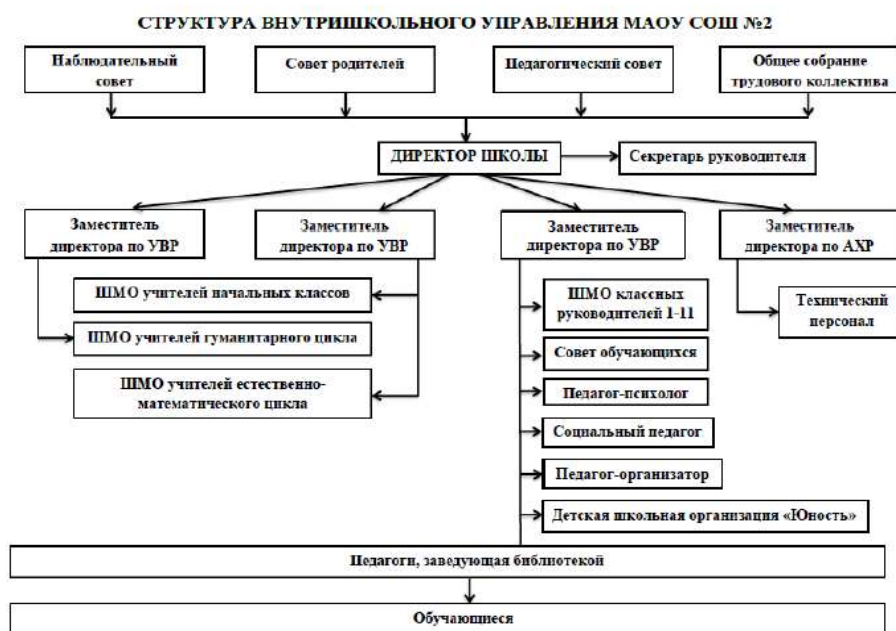 СТРУКТУРА ВНУТРИШКОЛЬНОГО УПРАВЛЕНИЯ МАОУ СОШ №2
Наблюдательный
совет
Совет родителей
Педагогический совет
Общее собрание
трудового коллектива
ДИРЕКТОР ШКОЛЫ
Секретарь руководителя
Заместитель
директора по УВР
Заместитель
директора по УВР
Заместитель
директора по УВР
Заместитель
директора по АХР
ШМО учителей начальных классов
ШМО учителей гуманитарного цикла
ШМО учителей естественно-
математического цикла
ШМО классных
руководителей 1-11
Совет обучающихся
Педагог-психолог
Социальный педагог
Педагог-организатор
Детская школьная организация «Юность»
Технический
персонал
Педагоги, заведующая библиотекой
Обучающиеся